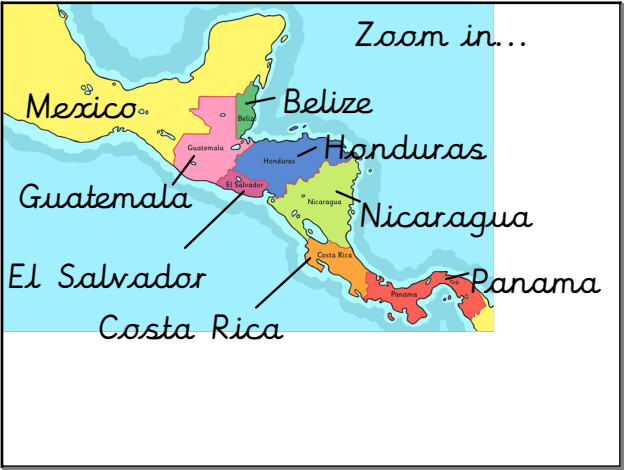 Zoom in...
Mexico
Belize
Belize
Honduras
Guatemala
Honduras
Guatemala
El Salvador
Nicaragua
Nicaragua
El Salvador
Costa Rica
Panama
Panama
Costa Rica